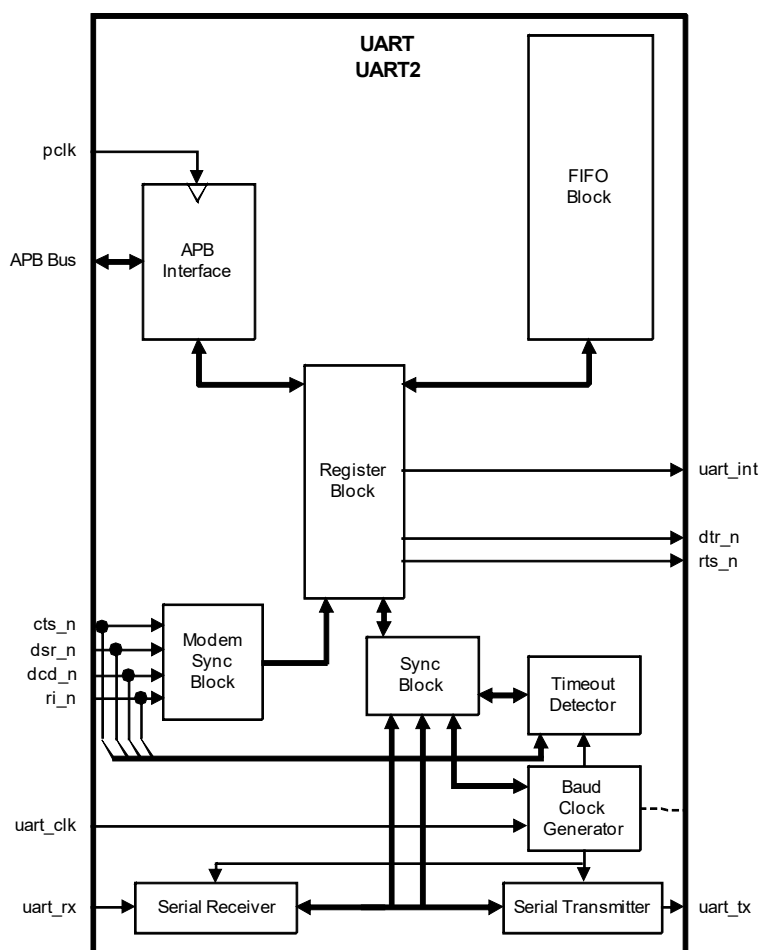 UART
UART2
pclk
FIFO
Block
APB Bus
APB
Interface
Register
Block
uart_int
dtr_n
rts_n
cts_n
dsr_n
dcd_n
ri_n
Modem
Sync
Block
Sync
Block
Timeout
Detector
Baud
Clock
Generator
uart_clk
uart_rx
Serial Receiver
Serial Transmitter
uart_tx